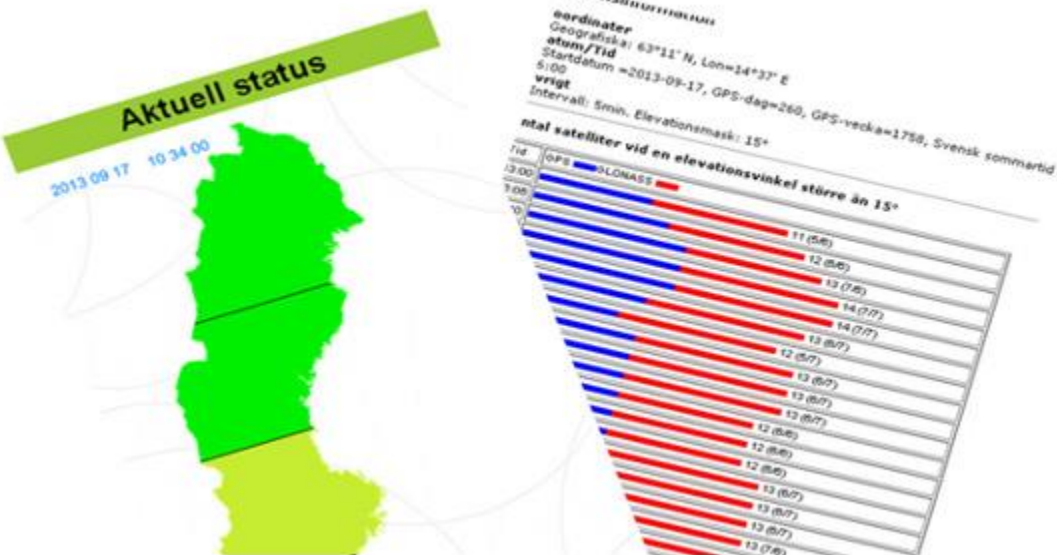 Aktuell status
2013 09 17 10 34 00
oordinater
Geografiska: 63°11' N, Lon=14°37' E
atum/Tid
Startdatum =2013-09-17, GPS-dag=260, GPS-vecka=1758, Svensk sommartid
6:00
vrigt
Intervall: 5min. Elevationsmask: 15°
ntal satelliter vid en elevationsvinkel större än 15°
Tid GPS GLONASS
3:00 11 (5/6)
3:05 12 (6/6)
13 (7/6)
14 (7/7)
14 (7/7)
13 (6/7)
12 (5/7)
13 (6/7)
13 (6/7)
13 (6/7)
12 (6/6)
12 (6/6)
12 (6/6)
13 (6/7)
13 (6/7)
13 (6/7)
13 (7/6)